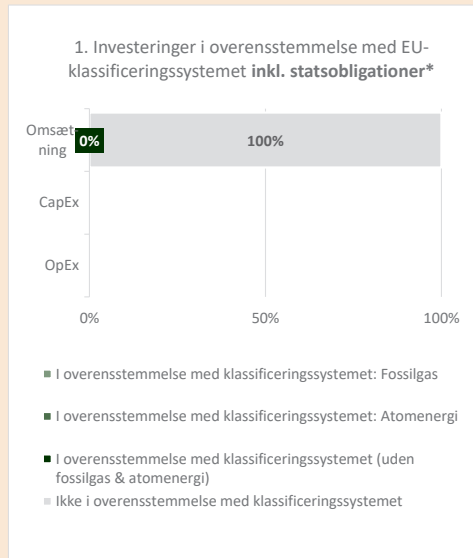 1. Investeringer i overensstemmelse med EU-
klassificeringssystemet inkl. statsobligationer*
Omsæt-
ning
0%
100%
CapEx
OpEx
0%
50%
100%
I overensstemmelse med klassificeringssystemet: Fossilgas
I overensstemmelse med klassificeringssystemet: Atomenergi
I overensstemmelse med klassificeringssystemet (uden
fossilgas & atomenergi)
Ikke i overensstemmelse med klassificeringssystemet